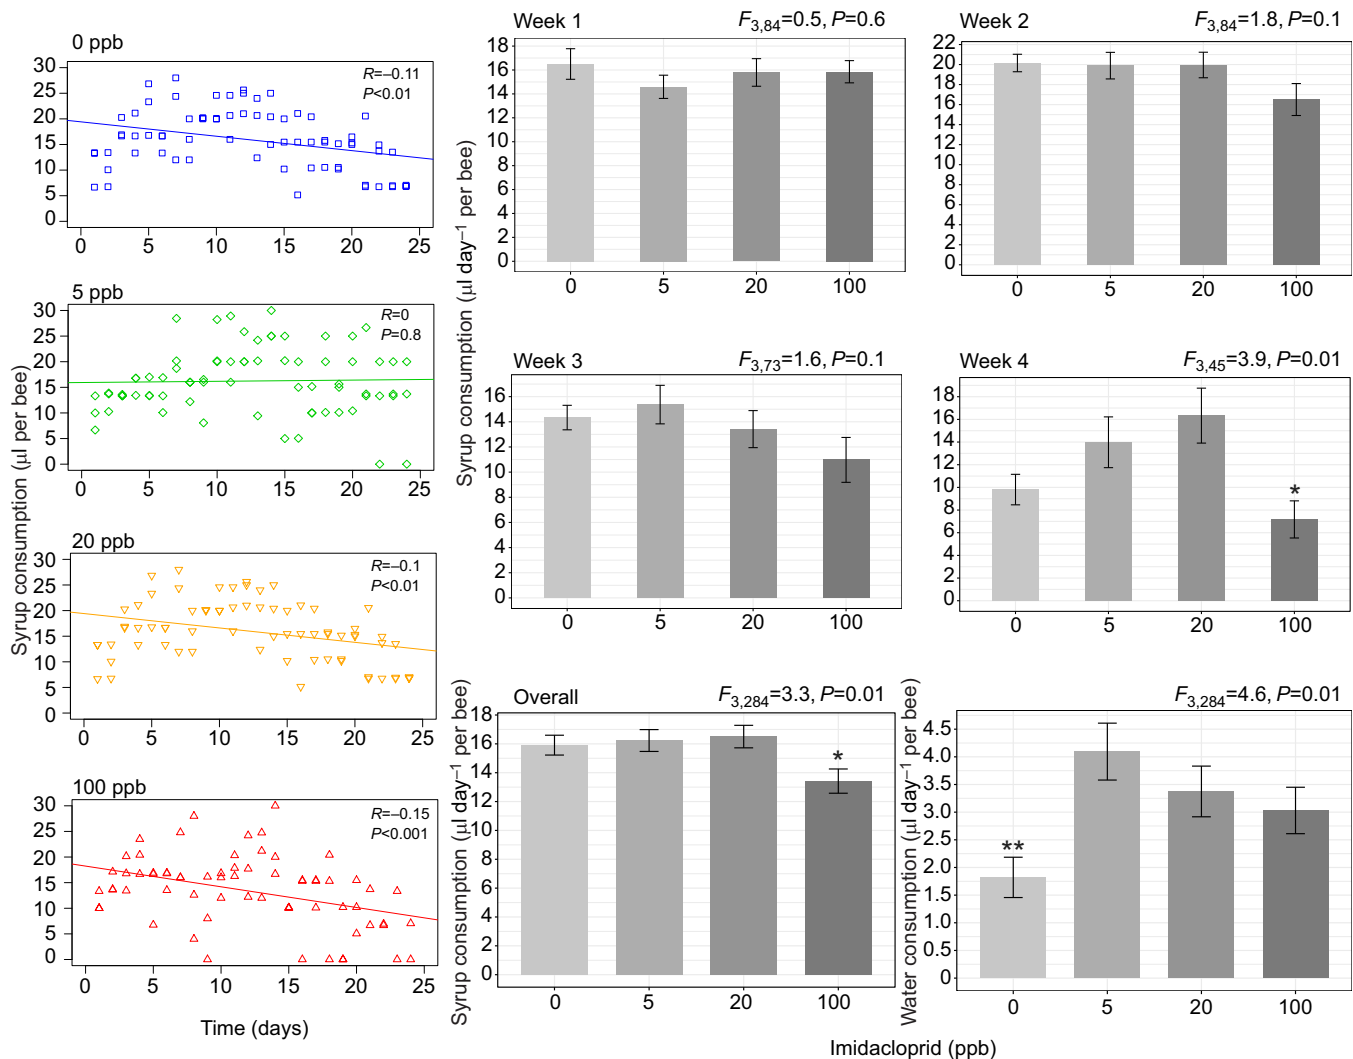 0 ppb
R=–0.11
P<0.01
30
25
20
15
10
5
0
0 5 10 15 20 25
5 ppb
R=0
P=0.8
30
25
20
15
10
5
0
0 5 10 15 20 25
20 ppb
R=–0.1
P<0.01
30
25
20
15
10
5
0
0 5 10 15 20 25
100 ppb
R=–0.15
P<0.001
30
25
20
15
10
5
0
0 5 10 15 20 25
Syrup consumption (µl per bee)
Time (days)
Week 1 F3,84=0.5, P=0.6
18
16
14
12
10
8
6
4
2
0
0 5 20 100
Week 2 F3,84=1.8, P=0.1
22
20
18
16
14
12
10
8
6
4
2
0
0 5 20 100
Syrup consumption (µl day–1 per bee)
Week 3 F3,73=1.6, P=0.1
16
14
12
10
8
6
4
2
0
0 5 20 100
Week 4 F3,45=3.9, P=0.01
18
16
14
12
10
8
6
4
2
0
*
0 5 20 100
Overall F3,284=3.3, P=0.01
18
16
14
12
10
8
6
4
2
0
*
0 5 20 100
Syrup consumption (µl day–1 per bee)
F3,284=4.6, P=0.01
4.5
4.0
3.5
3.0
2.5
2.0
1.5
1.0
0.5
0
**
0 5 20 100
Water consumption (µl day–1 per bee)
Imidacloprid (ppb)